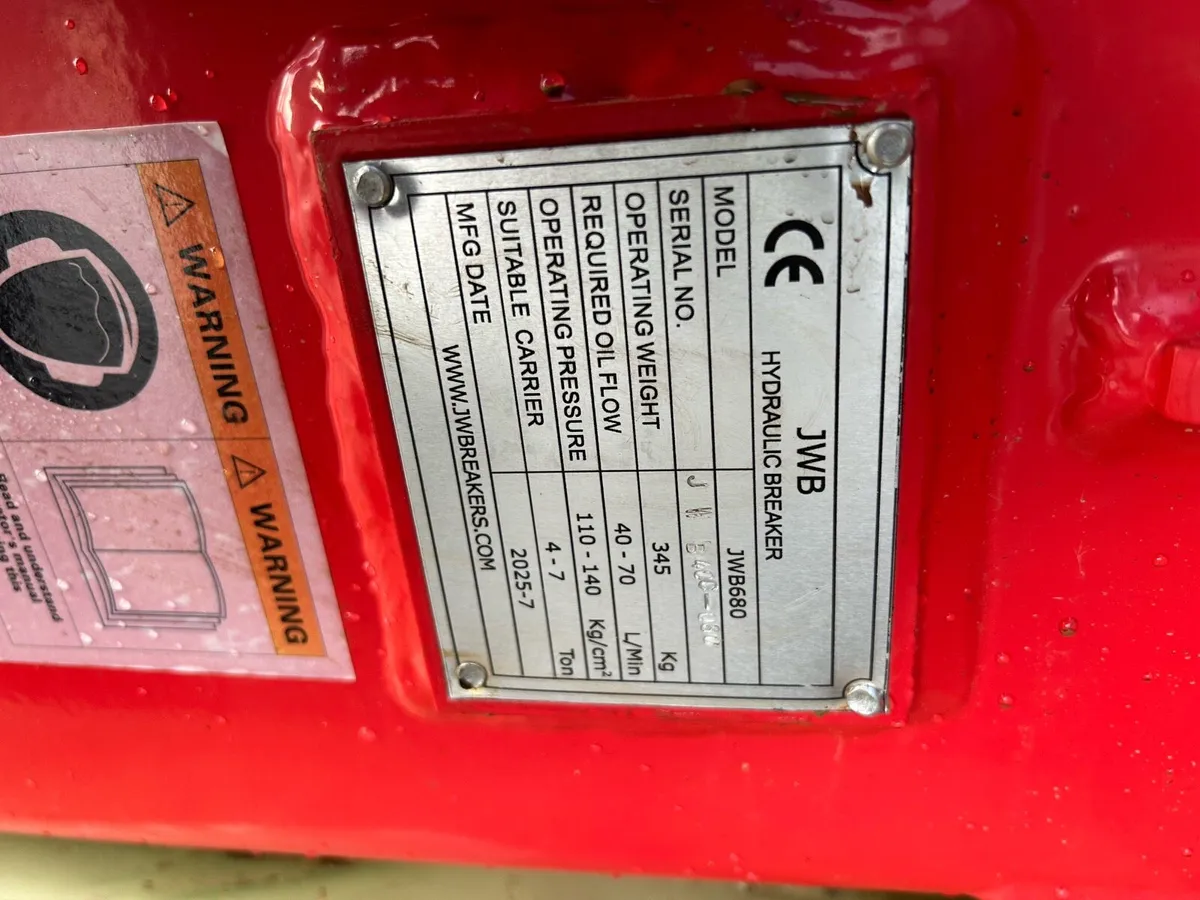 WARNING
WARNING
Read and understand
manual
this
CE
JWB
HYDRAULIC BREAKER
MODEL JWB680
SERIAL NO. J W B
OPERATING WEIGHT 345 Kg
REQUIRED OIL FLOW 40 - 70 L/Min
OPERATING PRESSURE 110 - 140 Kg/cm²
SUITABLE CARRIER 4 - 7 Ton
MFG DATE 2025-7
WWW.JWBREAKERS.COM